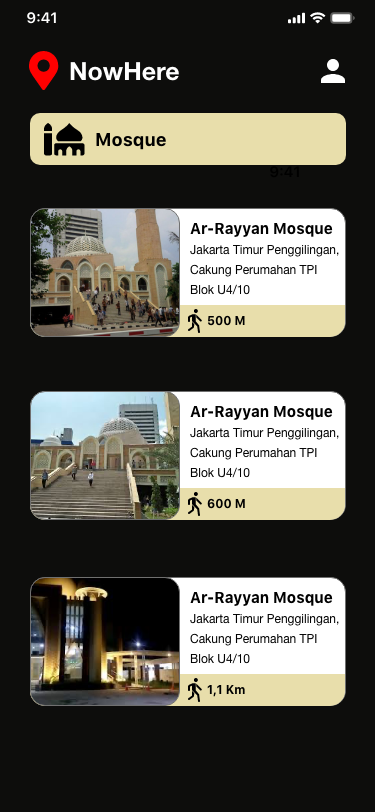 9:41
NowHere
Mosque
9:41
Ar-Rayyan Mosque
Jakarta Timur Penggilingan,
Cakung Perumahan TPI
Blok U4/10
500 M
Ar-Rayyan Mosque
Jakarta Timur Penggilingan,
Cakung Perumahan TPI
Blok U4/10
600 M
Ar-Rayyan Mosque
Jakarta Timur Penggilingan,
Cakung Perumahan TPI
Blok U4/10
1,1 Km